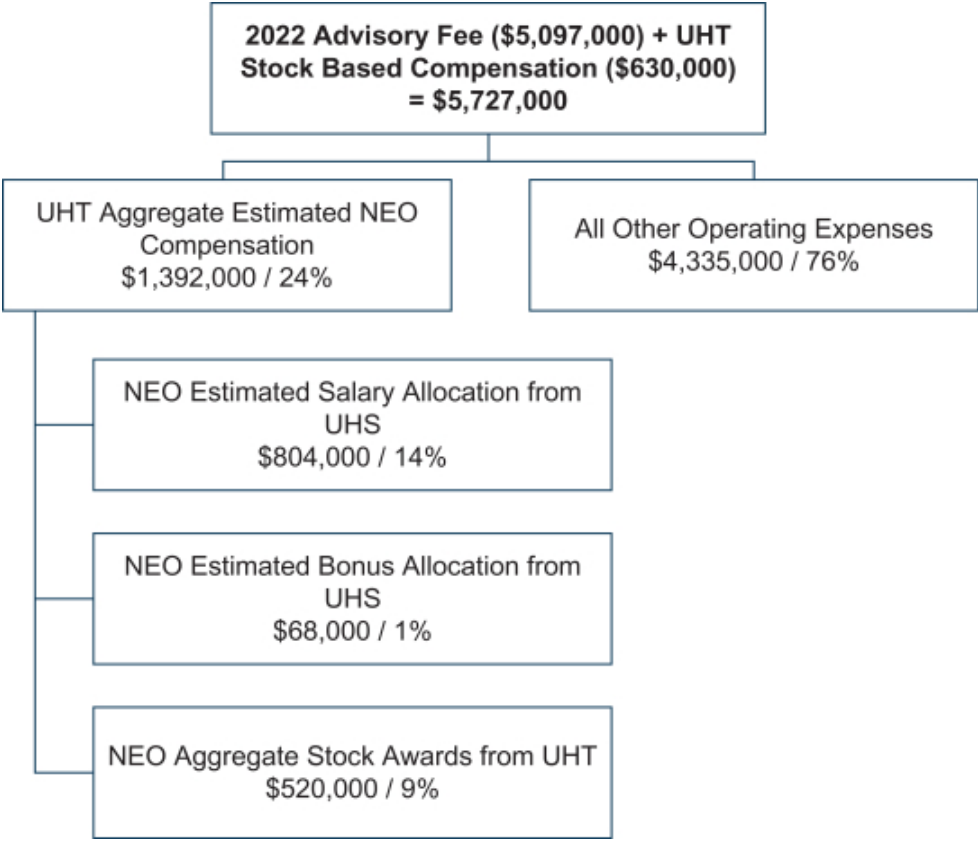 2022 Advisory Fee ($5,097,000) + UHT
Stock Based Compensation ($630,000)
= $5,727,000
UHT Aggregate Estimated NEO
Compensation
$1,392,000 / 24%
All Other Operating Expenses
$4,335,000 / 76%
NEO Estimated Salary Allocation from
UHS
$804,000 / 14%
NEO Estimated Bonus Allocation from
UHS
$68,000 / 1%
NEO Aggregate Stock Awards from UHT
$520,000 / 9%